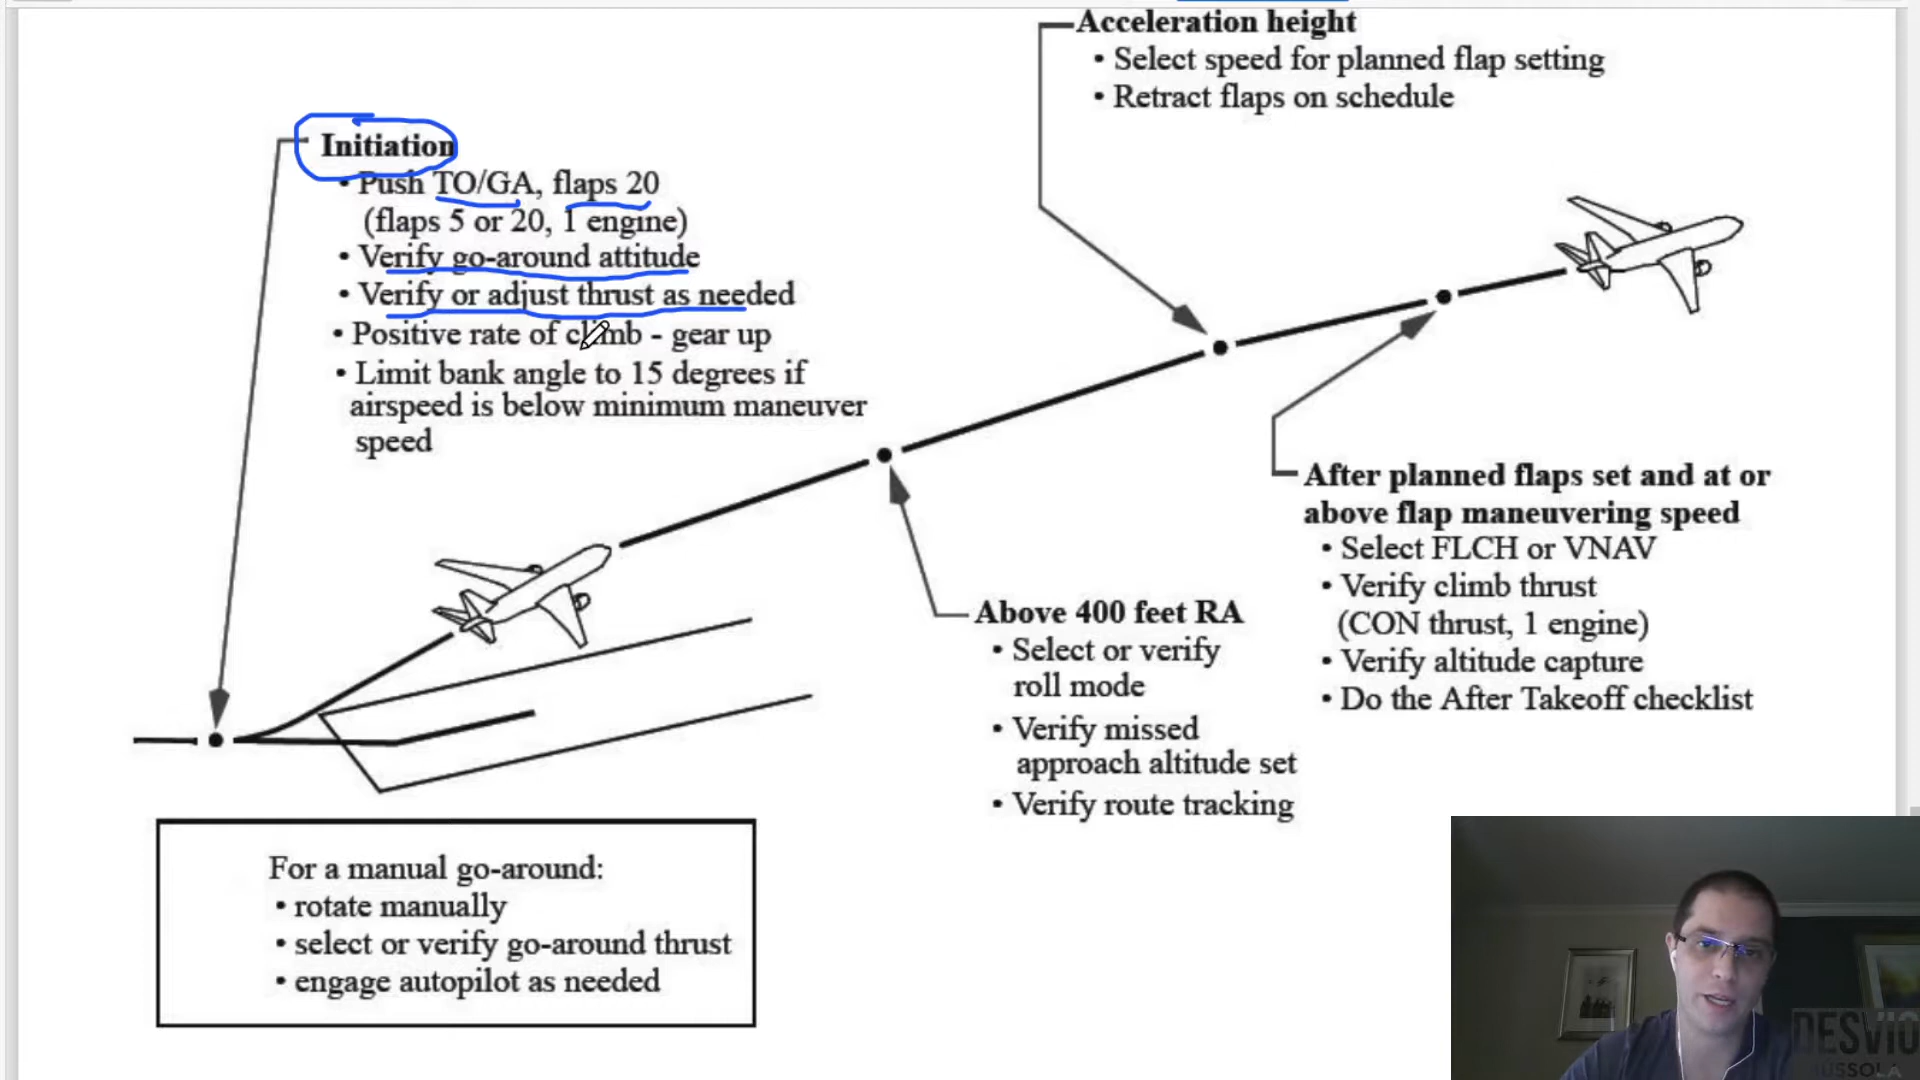 Acceleration height
• Select speed for planned flap setting
• Retract flaps on schedule
Initiation
• Push TO/GA, flaps 20
(flaps 5 or 20, 1 engine)
• Verify go-around attitude
• Verify or adjust thrust as needed
• Positive rate of climb - gear up
• Limit bank angle to 15 degrees if
airspeed is below minimum maneuver
speed
After planned flaps set and at or
above flap maneuvering speed
• Select FLCH or VNAV
• Verify climb thrust
(CON thrust, 1 engine)
• Verify altitude capture
• Do the After Takeoff checklist
Above 400 feet RA
• Select or verify
roll mode
• Verify missed
approach altitude set
• Verify route tracking
For a manual go-around:
• rotate manually
• select or verify go-around thrust
• engage autopilot as needed
DESVIO